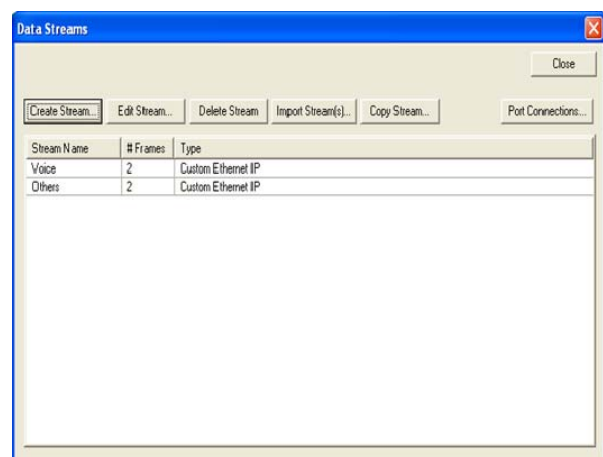 Data Streams
Close
Create Stream... Edit Stream... Delete Stream Import Stream(s)... Copy Stream... Port Connections...
Stream Name # Frames Type
Voice 2 Custom Ethernet IP
Others 2 Custom Ethernet IP